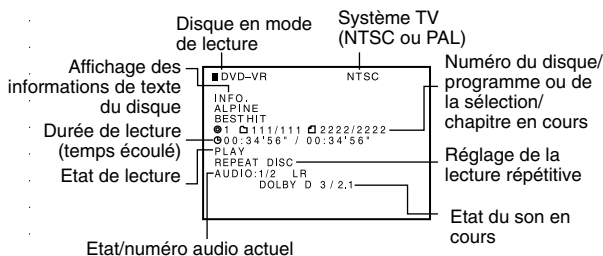 Disque en mode
de lecture
Système TV
(NTSC ou PAL)
Affichage des
informations de texte
du disque
Durée de lecture
(temps écoulé)
Etat de lecture
DVD–VR NTSC
INFO.
ALPINE
BEST HIT
1 111/111 2222/2222
00:34'56" / 00:34'56"
PLAY
REPEAT DISC
AUDIO:1/2 LR
DOLBY D 3/2.1
Numéro du disque/
programme ou de
la sélection/
chapitre en cours
Réglage de la
lecture répétitive
Etat du son en
cours
Etat/numéro audio actuel